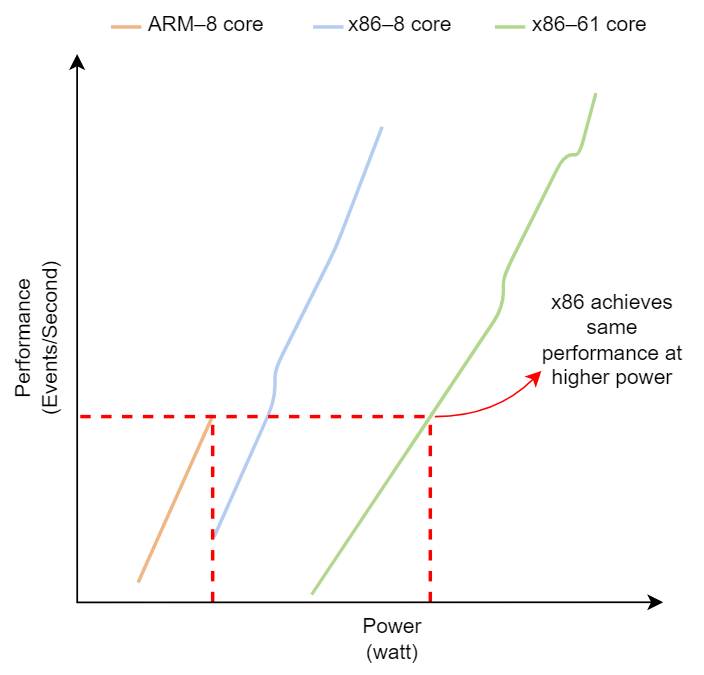 ARM–8 core
x86–8 core
x86–61 core
Performance
(Events/Second)
x86 achieves
same
performance at
higher power
Power
(watt)